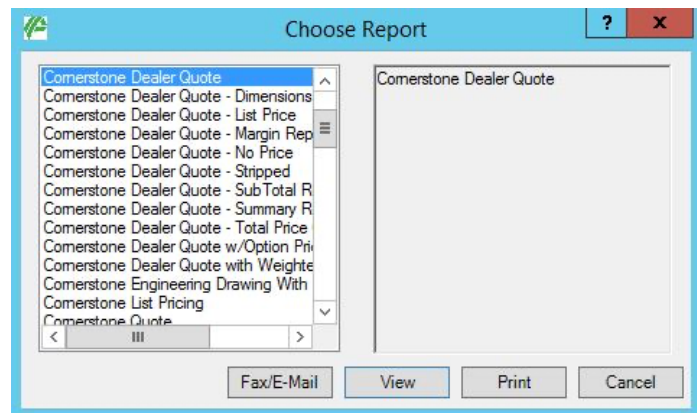 Choose Report
? x
Cornerstone Dealer Quote
Cornerstone Dealer Quote - Dimensions
Cornerstone Dealer Quote - List Price
Cornerstone Dealer Quote - Margin Rep
Cornerstone Dealer Quote - No Price
Cornerstone Dealer Quote - Stripped
Cornerstone Dealer Quote - SubTotal R
Cornerstone Dealer Quote - Summary R
Cornerstone Dealer Quote - Total Price
Cornerstone Dealer Quote w/Option Pri
Cornerstone Dealer Quote with Weighte
Cornerstone Engineering Drawing With
Cornerstone List Pricing
Cornerstone Quote
Cornerstone Dealer Quote
Fax/E-Mail View Print Cancel